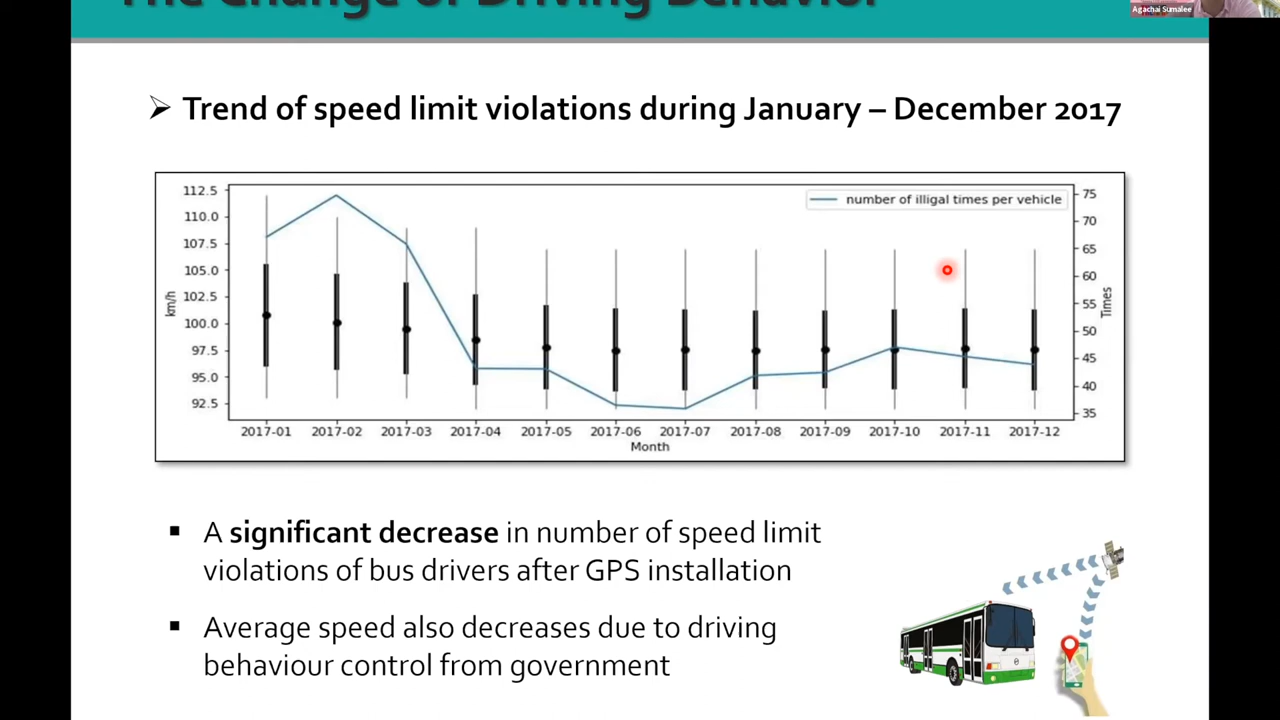 The Change of Driving Behavior
Agachai Sumalee
Trend of speed limit violations during January – December 2017
112.5
110.0
107.5
105.0
102.5
100.0
97.5
95.0
92.5
km/h
number of illigal times per vehicle
75
70
65
60
55
50
45
40
35
Times
2017-01 2017-02 2017-03 2017-04 2017-05 2017-06 2017-07 2017-08 2017-09 2017-10 2017-11 2017-12
Month
A significant decrease in number of speed limit
violations of bus drivers after GPS installation
Average speed also decreases due to driving
behaviour control from government